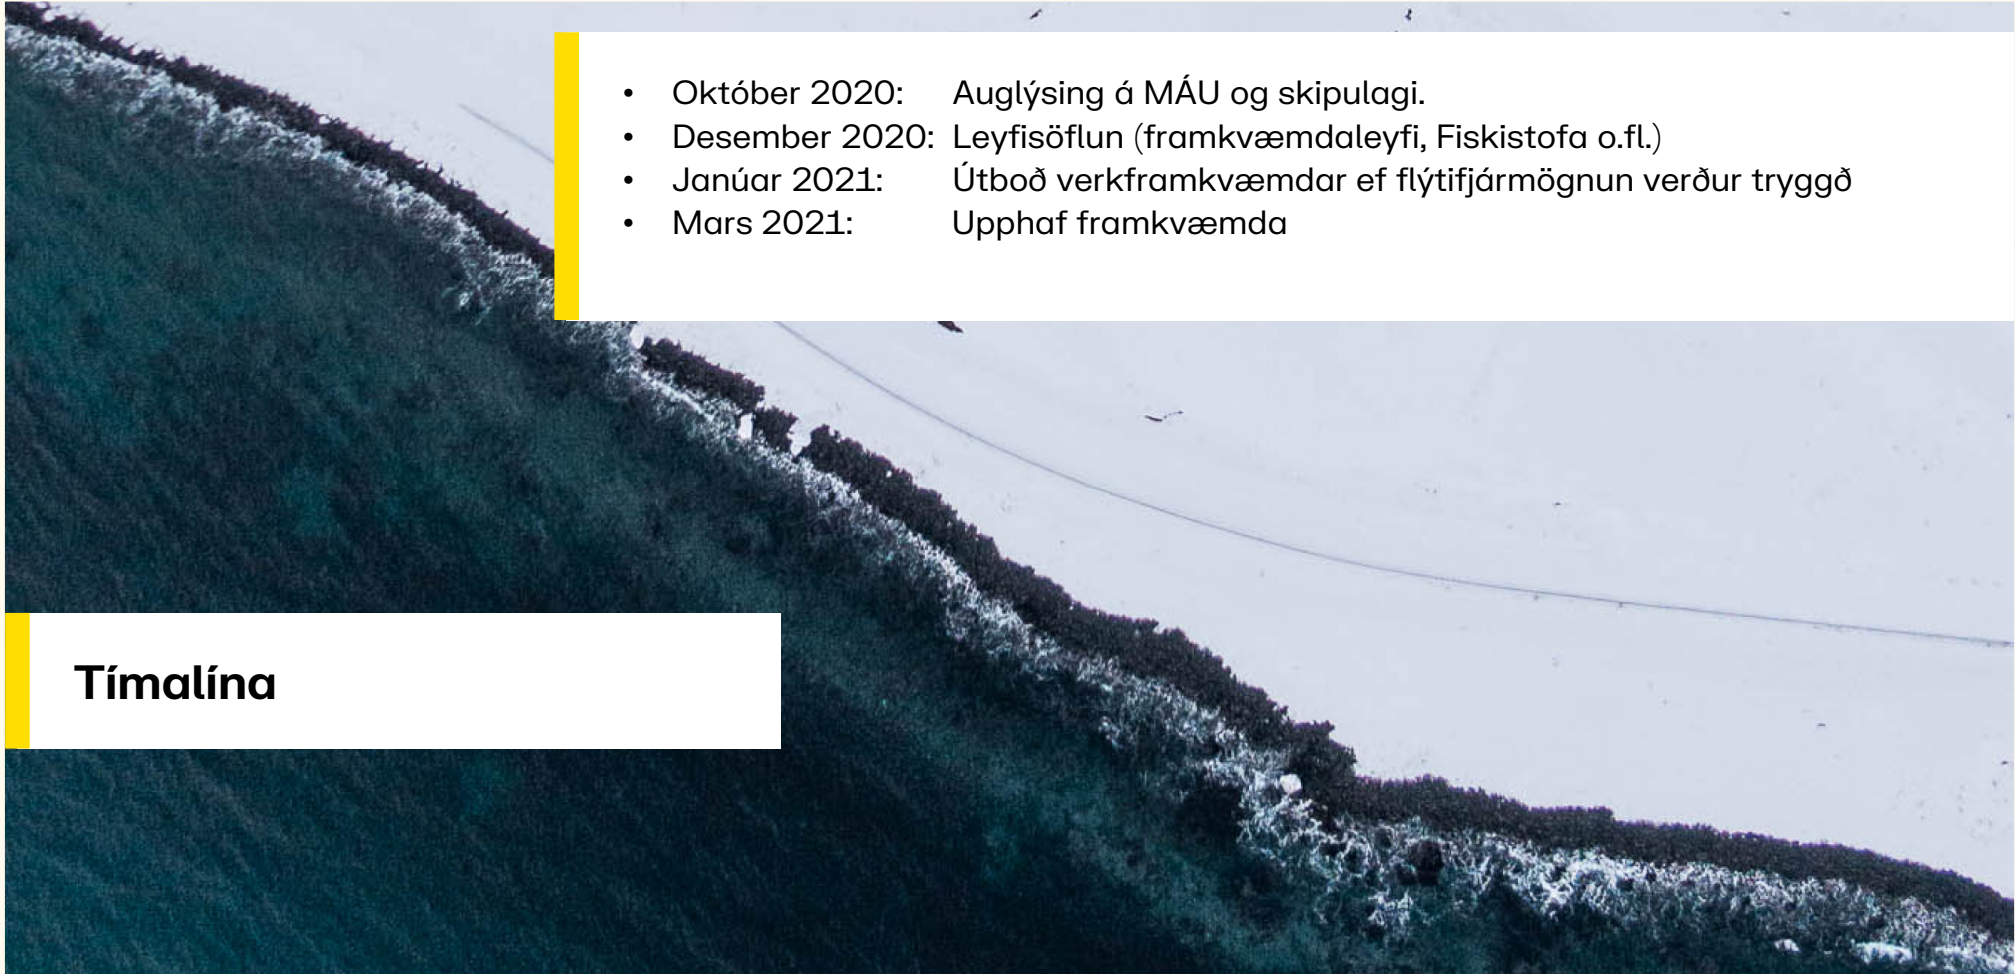 • Október 2020: Auglýsing á MÁU og skipulagi.
• Desember 2020: Leyfisöflun (framkvæmdaleyfi, Fiskistofa o.fl.)
• Janúar 2021: Útboð verkframkvæmdar ef flýtifjármögnun verður tryggð
• Mars 2021: Upphaf framkvæmda
Tímalína